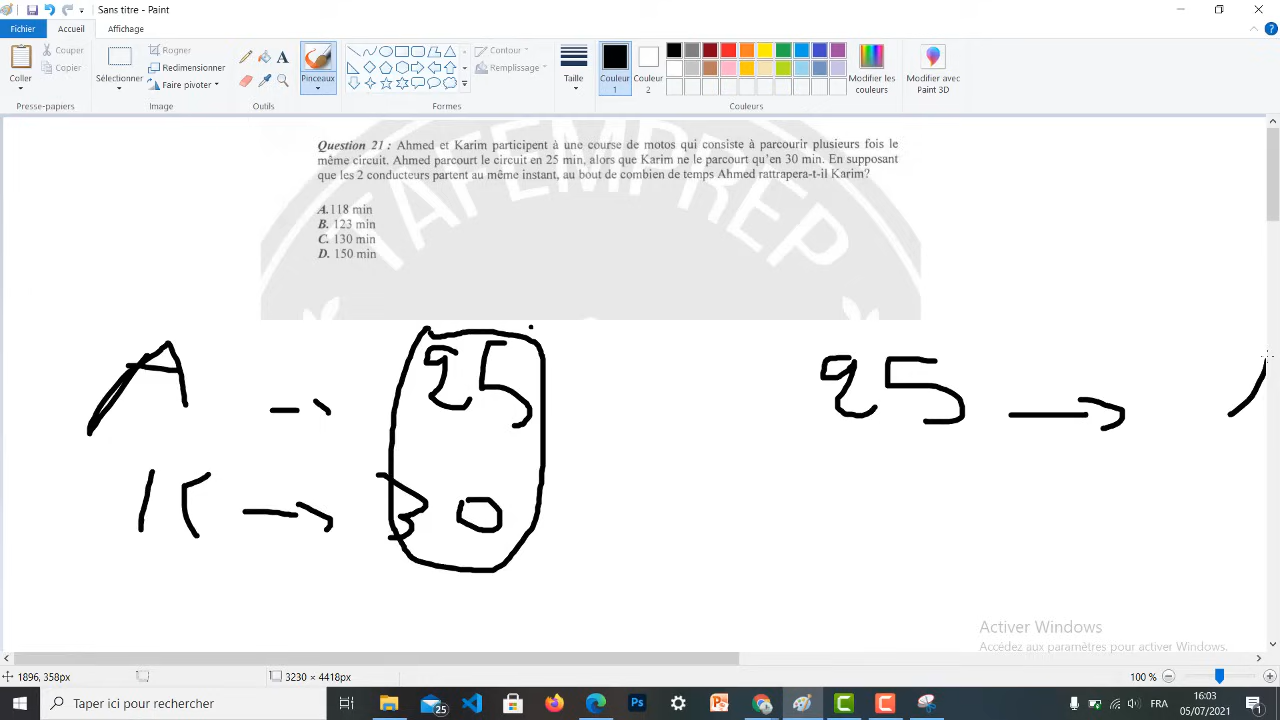 Sans titre - Paint
Fichier
Accueil
Affichage
Coller
Couper
Copier
Presse-papiers
Sélectionner
Rogner
Redimensionner
Faire pivoter
Image
Outils
Pinceaux
Formes
Contour
Remplissage
Taille
Couleur 1
Couleur 2
Couleurs
Modifier les couleurs
Modifier avec Paint 3D
TAFEMPREP
Question 21 : Ahmed et Karim participent à une course de motos qui consiste à parcourir plusieurs fois le
même circuit. Ahmed parcourt le circuit en 25 min, alors que Karim ne le parcourt qu'en 30 min. En supposant
que les 2 conducteurs partent au même instant, au bout de combien de temps Ahmed rattrapera-t-il Karim?
A.118 min
B. 123 min
C. 130 min
D. 150 min
A → 25
25 →
K → 30
Activer Windows
Accédez aux paramètres pour activer Windows.
1896, 358px
3230 × 4418px
100 %
Taper ici pour rechercher
25
FRA
16:03
05/07/2021
1